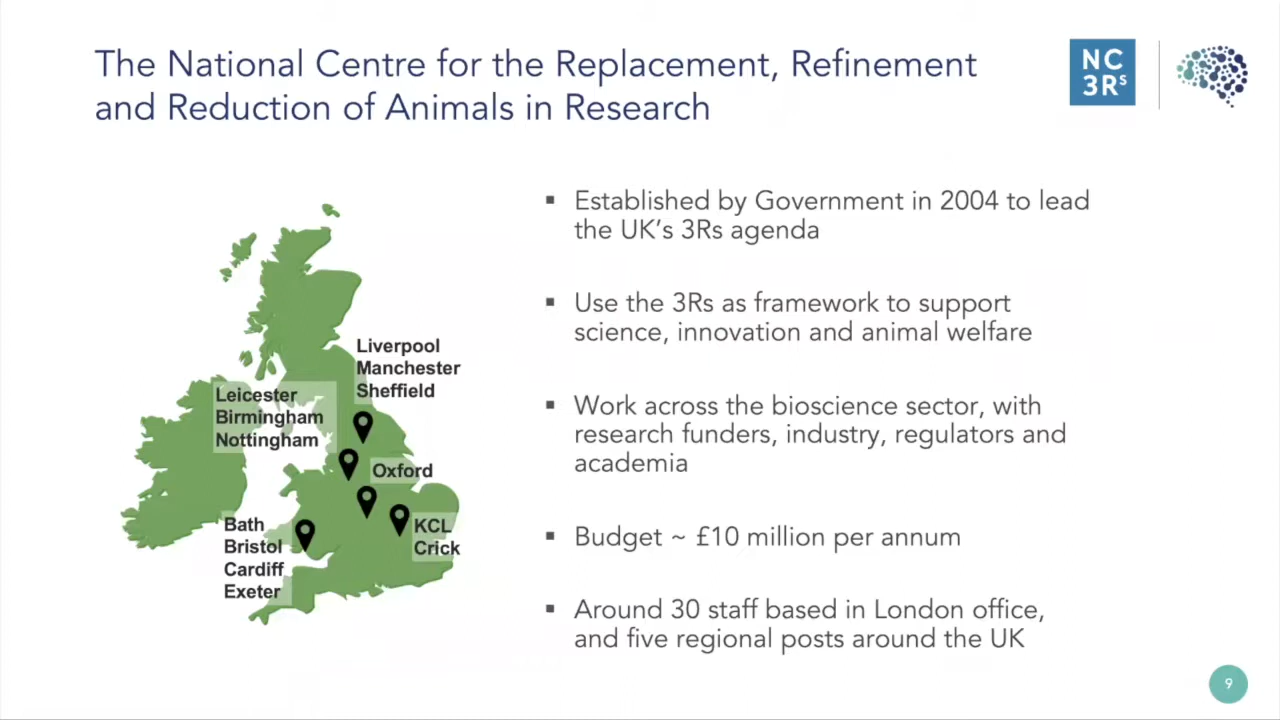 The National Centre for the Replacement, Refinement
and Reduction of Animals in Research
NC
3Rs
Liverpool
Manchester
Sheffield
Leicester
Birmingham
Nottingham
Oxford
Bath
Bristol
Cardiff
Exeter
KCL
Crick
▪ Established by Government in 2004 to lead
the UK's 3Rs agenda
▪ Use the 3Rs as framework to support
science, innovation and animal welfare
▪ Work across the bioscience sector, with
research funders, industry, regulators and
academia
▪ Budget ~ £10 million per annum
▪ Around 30 staff based in London office,
and five regional posts around the UK
9